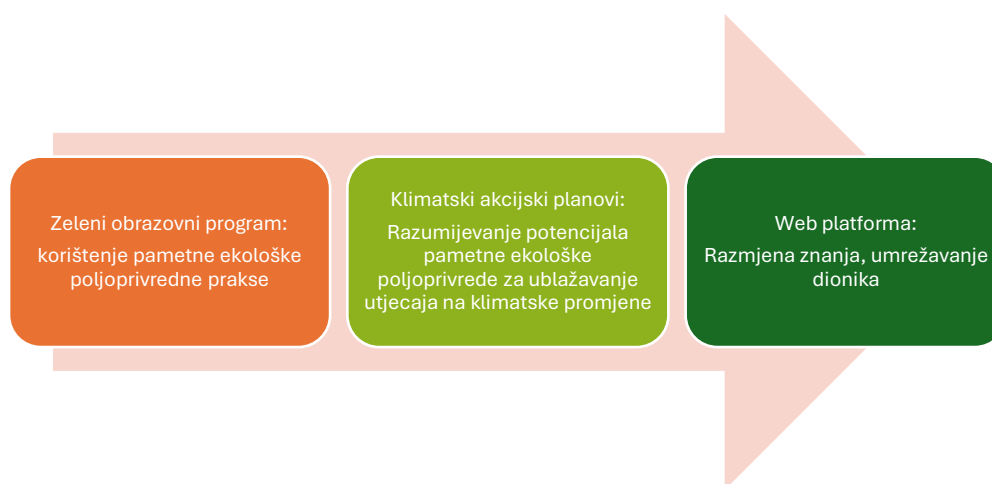 Zeleni obrazovni program:
korištenje pametne ekološke
poljoprivredne prakse
Klimatski akcijski planovi:
Razumijevanje potencijala
pametne ekološke
poljoprivrede za ublažavanje
utjecaja na klimatske promjene
Web platforma:
Razmjena znanja, umrežavanje
dionika